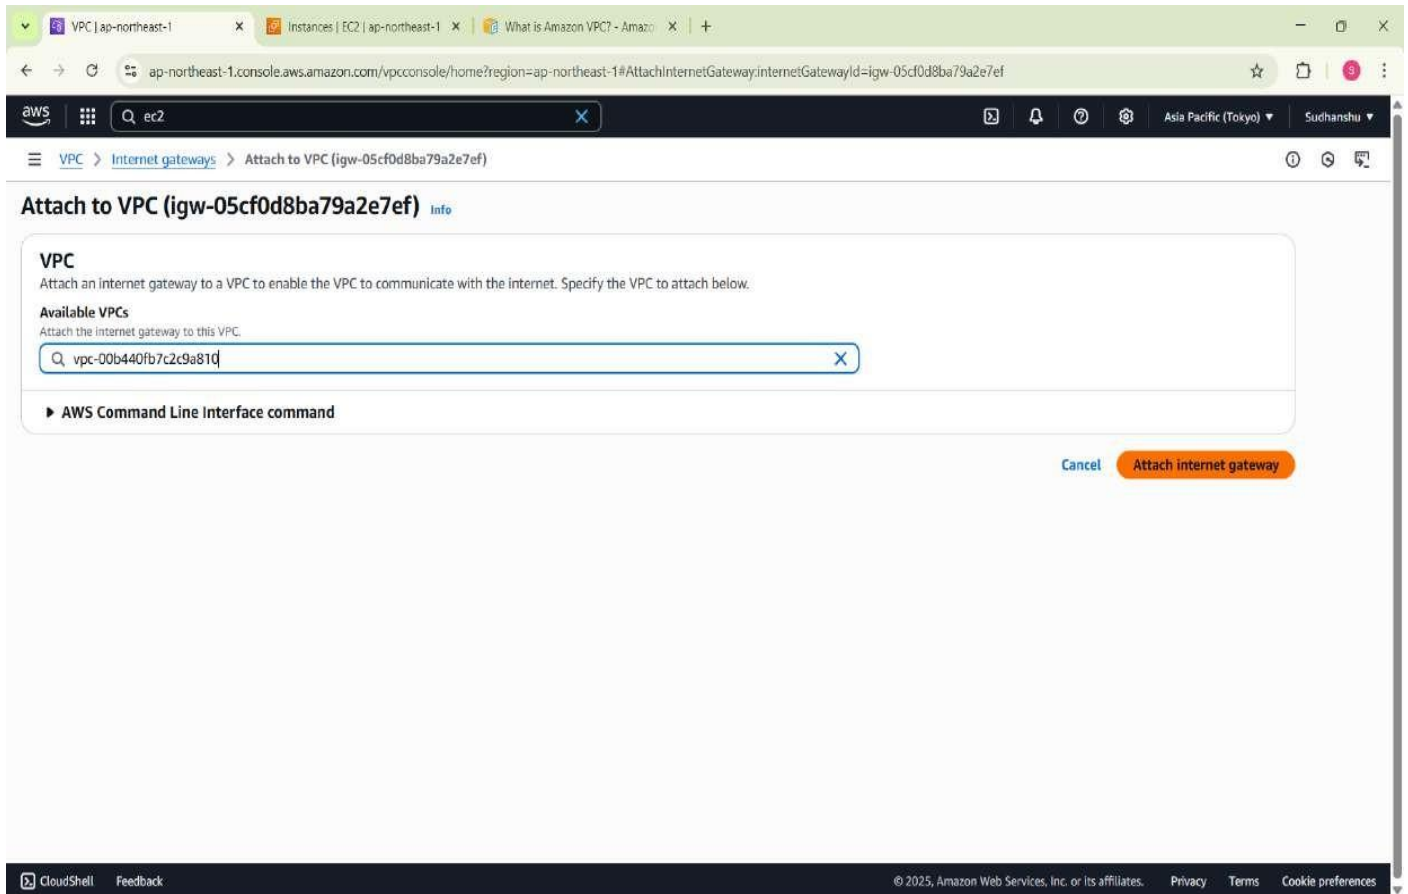 VPC | ap-northeast-1
Instances | EC2 | ap-northeast-1
What is Amazon VPC? - Amazo
ap-northeast-1.console.aws.amazon.com/vpcconsole/home?region=ap-northeast-1#AttachInternetGateway:internetGatewayId=igw-05cf0d8ba79a2e7ef
S
aws
ec2
Asia Pacific (Tokyo)
Sudhanshu
VPC > Internet gateways > Attach to VPC (igw-05cf0d8ba79a2e7ef)
Attach to VPC (igw-05cf0d8ba79a2e7ef) Info
VPC
Attach an internet gateway to a VPC to enable the VPC to communicate with the internet. Specify the VPC to attach below.
Available VPCs
Attach the internet gateway to this VPC.
vpc-00b440fb7c2c9a810
AWS Command Line Interface command
Cancel
Attach internet gateway
CloudShell
Feedback
© 2025, Amazon Web Services, Inc. or its affiliates.
Privacy
Terms
Cookie preferences